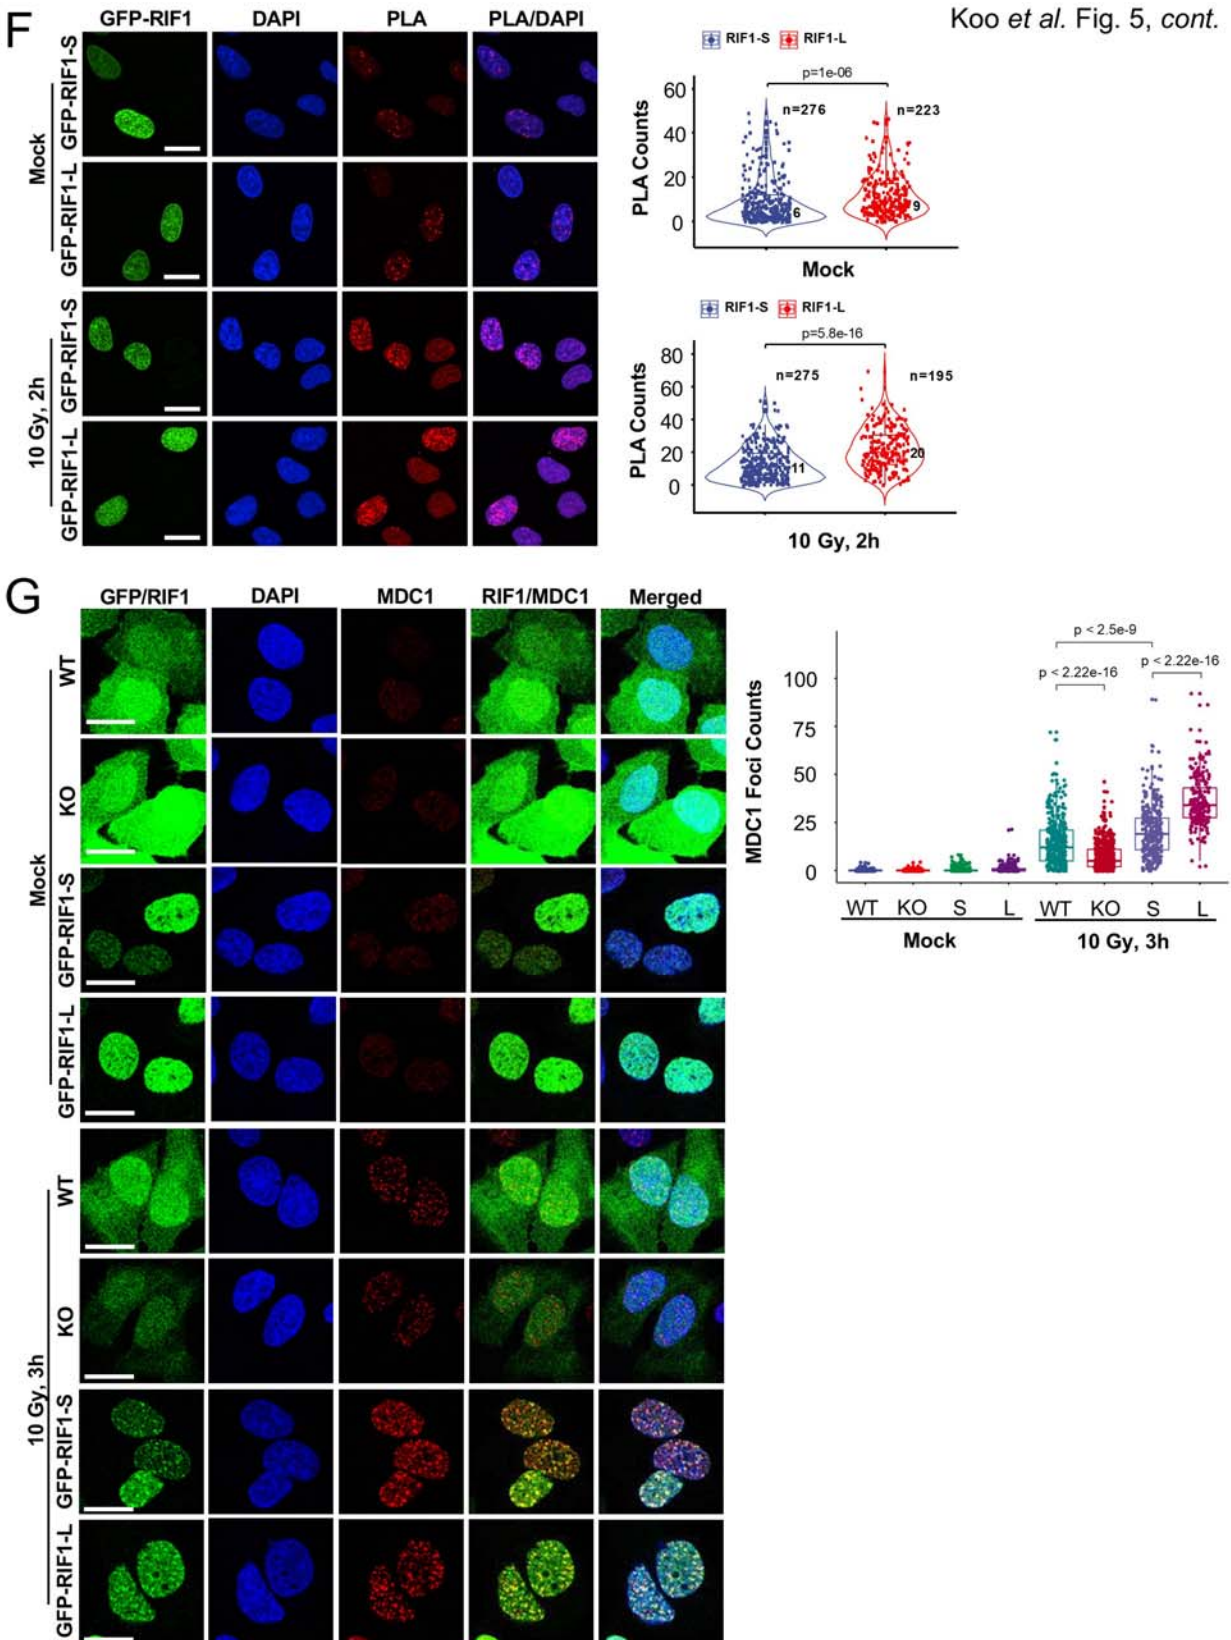 Koo et al. Fig. 5, cont.
F
GFP-RIF1 DAPI PLA PLA/DAPI
Mock
GFP-RIF1-S
GFP-RIF1-L
10 Gy, 2h
GFP-RIF1-S
GFP-RIF1-L
RIF1-S RIF1-L
p=1e-06
n=276 n=223
PLA Counts
60
40
20
0
6 9
Mock
RIF1-S RIF1-L
p=5.8e-16
n=275 n=195
PLA Counts
80
60
40
20
0
11 20
10 Gy, 2h
G
GFP/RIF1 DAPI MDC1 RIF1/MDC1 Merged
Mock
WT
KO
GFP-RIF1-S
GFP-RIF1-L
10 Gy, 3h
WT
KO
GFP-RIF1-S
GFP-RIF1-L
p < 2.5e-9
p < 2.22e-16
p < 2.22e-16
MDC1 Foci Counts
100
75
50
25
0
WT KO S L WT KO S L
Mock 10 Gy, 3h